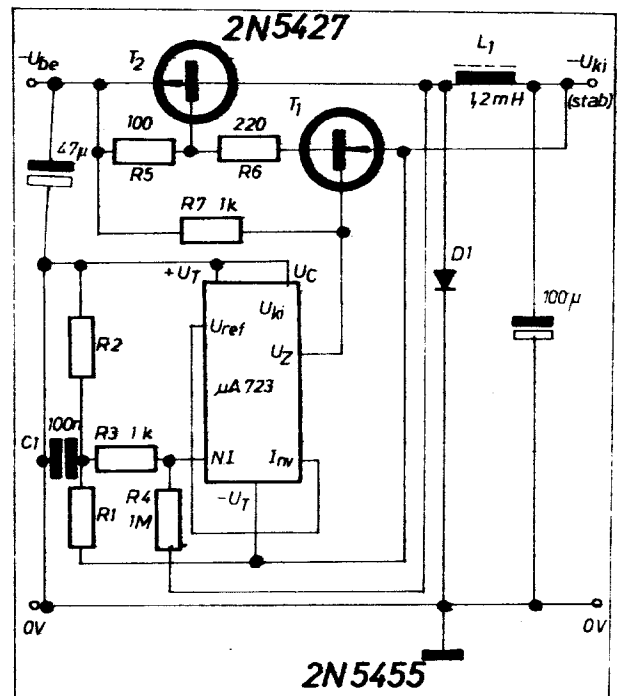 2N5427
-Ube
T2
L1
-Uki
(stab)
1,2mH
T1
100
220
47µ
R5
R6
R7 1k
+UT
UC
D1
Uki
100µ
Uref
R2
UZ
µA723
100n
C1
R3 1k
N.I
Inv
R1
R4
1M
-UT
0V
0V
2N5455